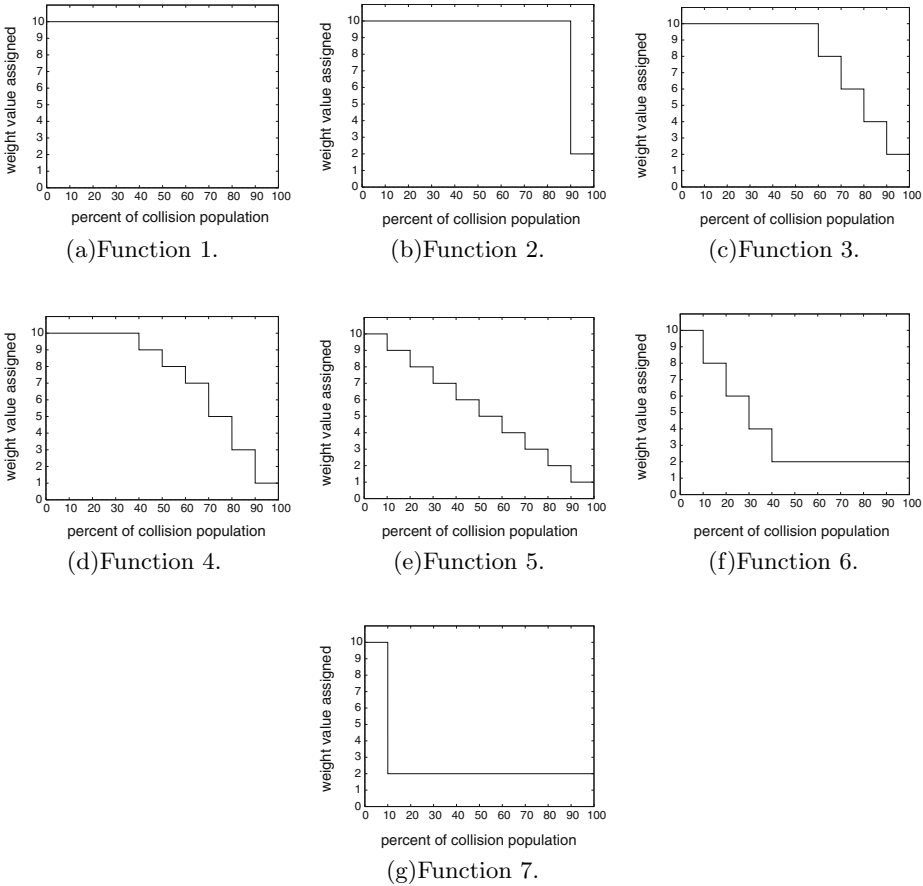 weight value assigned
10
9
8
7
6
5
4
3
2
1
0
0 10 20 30 40 50 60 70 80 90 100
percent of collision population
(a)Function 1.
weight value assigned
10
9
8
7
6
5
4
3
2
1
0
0 10 20 30 40 50 60 70 80 90 100
percent of collision population
(b)Function 2.
weight value assigned
10
9
8
7
6
5
4
3
2
1
0
0 10 20 30 40 50 60 70 80 90 100
percent of collision population
(c)Function 3.
weight value assigned
10
9
8
7
6
5
4
3
2
1
0
0 10 20 30 40 50 60 70 80 90 100
percent of collision population
(d)Function 4.
weight value assigned
10
9
8
7
6
5
4
3
2
1
0
0 10 20 30 40 50 60 70 80 90 100
percent of collision population
(e)Function 5.
weight value assigned
10
9
8
7
6
5
4
3
2
1
0
0 10 20 30 40 50 60 70 80 90 100
percent of collision population
(f)Function 6.
weight value assigned
10
9
8
7
6
5
4
3
2
1
0
0 10 20 30 40 50 60 70 80 90 100
percent of collision population
(g)Function 7.